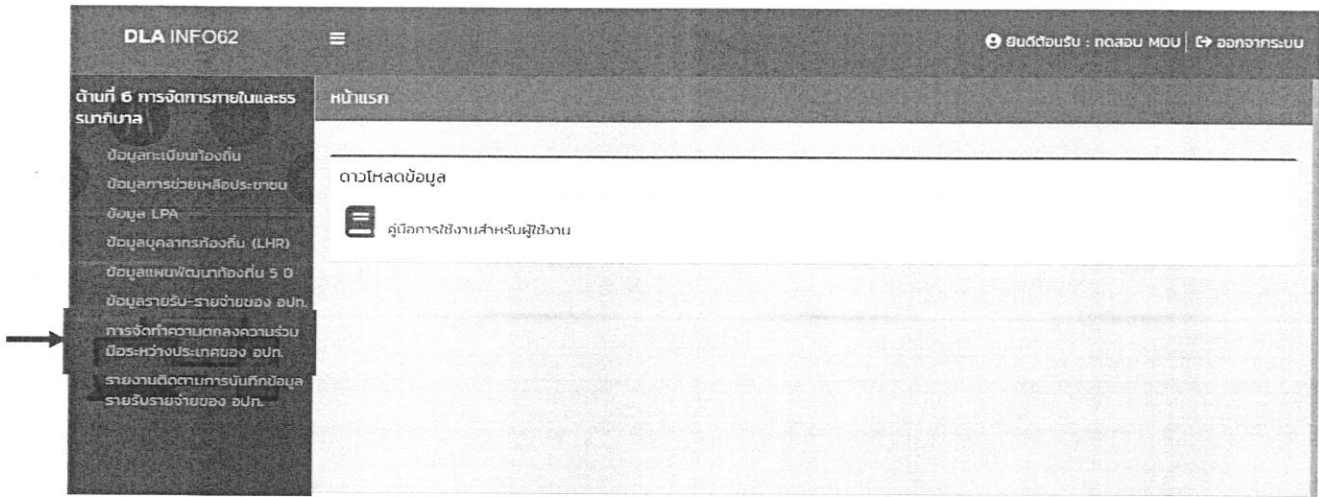 DLA INFO62
ยินดีต้อนรับ : ทดสอบ MOU | ออกจากระบบ
ด้านที่ 6 การจัดการภายในและธร
รมาภิบาล
หน้าแรก
ข้อมูลทะเบียนท้องถิ่น
ข้อมูลการช่วยเหลือประชาชน
ข้อมูล LPA
ข้อมูลบุคลากรท้องถิ่น (LHR)
ข้อมูลแผนพัฒนาท้องถิ่น 5 ปี
ข้อมูลรายรับ-รายจ่ายของ อปท.
การจัดทำความตกลงความร่วม
มือระหว่างประเทศของ อปท.
รายงานติดตามการบันทึกข้อมูล
รายรับรายจ่ายของ อปท.
ดาวโหลดข้อมูล
คู่มือการใช้งานสำหรับผู้ใช้งาน